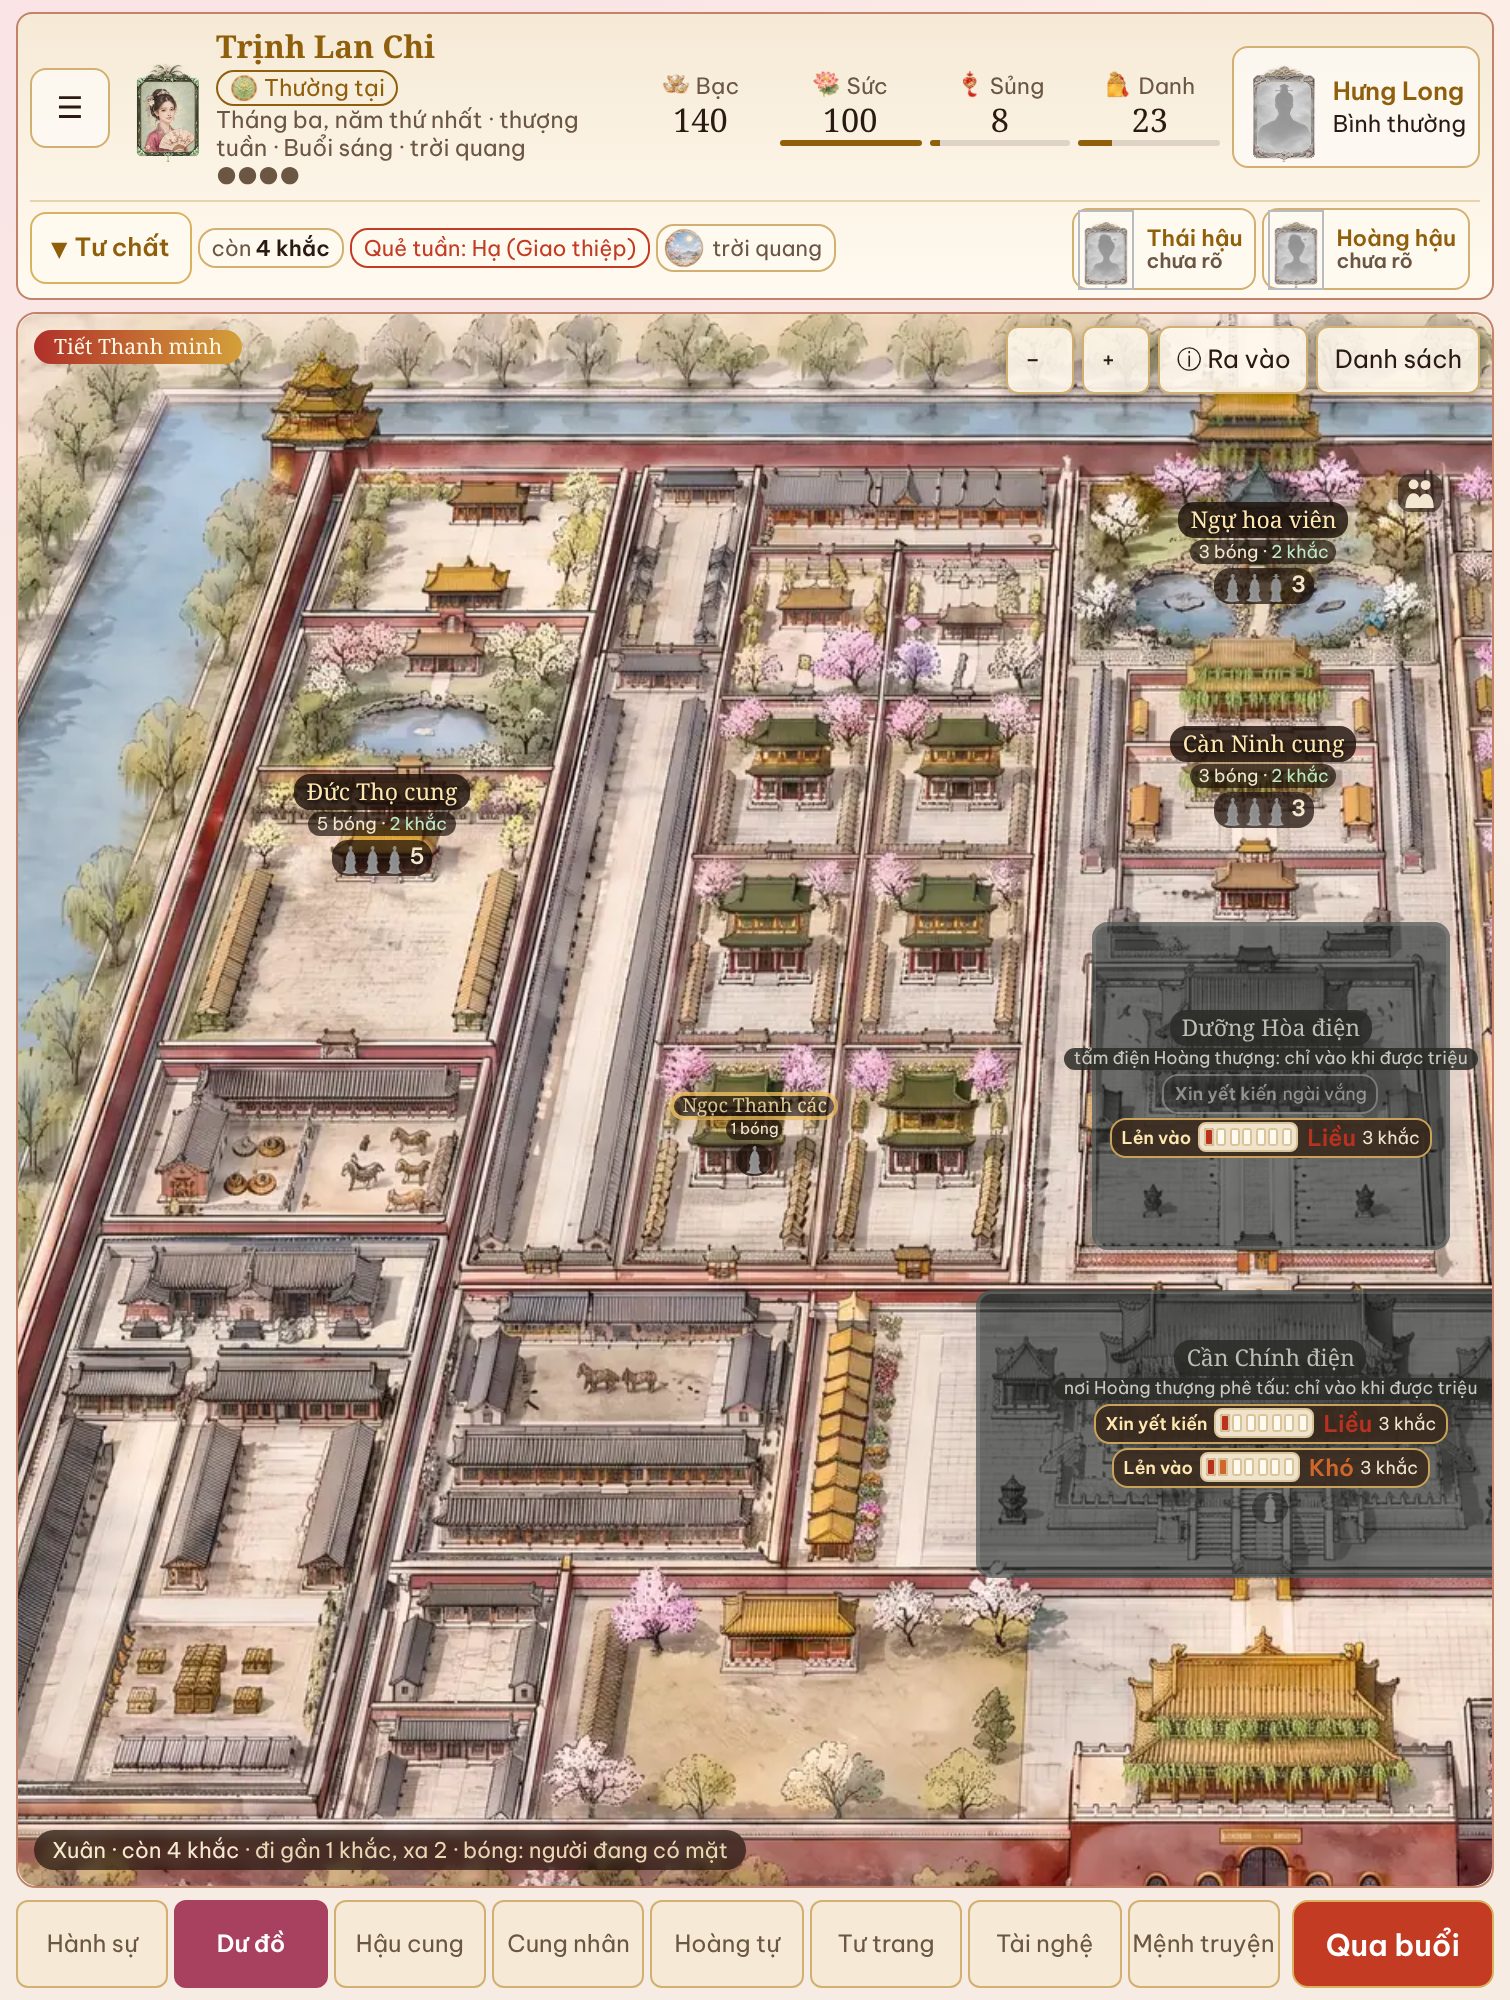 Trịnh Lan Chi
Thường tại
Tháng ba, năm thứ nhất · thượng
tuần · Buổi sáng · trời quang
Bạc
140
Sức
100
Sủng
8
Danh
23
Hưng Long
Bình thường
▼ Tư chất
còn 4 khắc
Quẻ tuần: Hạ (Giao thiệp)
trời quang
Thái hậu
chưa rõ
Hoàng hậu
chưa rõ
Tiết Thanh minh
−
+
ⓘ Ra vào
Danh sách
Ngự hoa viên
3 bóng · 2 khắc
3
Càn Ninh cung
3 bóng · 2 khắc
3
Đức Thọ cung
5 bóng · 2 khắc
5
Dưỡng Hòa điện
tẩm điện Hoàng thượng: chỉ vào khi được triệu
Xin yết kiến ngài vắng
Lẻn vào Liều 3 khắc
Ngọc Thanh các
1 bóng
Cần Chính điện
nơi Hoàng thượng phê tấu: chỉ vào khi được triệu
Xin yết kiến Liều 3 khắc
Lẻn vào Khó 3 khắc
Xuân · còn 4 khắc · đi gần 1 khắc, xa 2 · bóng: người đang có mặt
Hành sự
Dư đồ
Hậu cung
Cung nhân
Hoàng tự
Tư trang
Tài nghệ
Mệnh truyện
Qua buổi